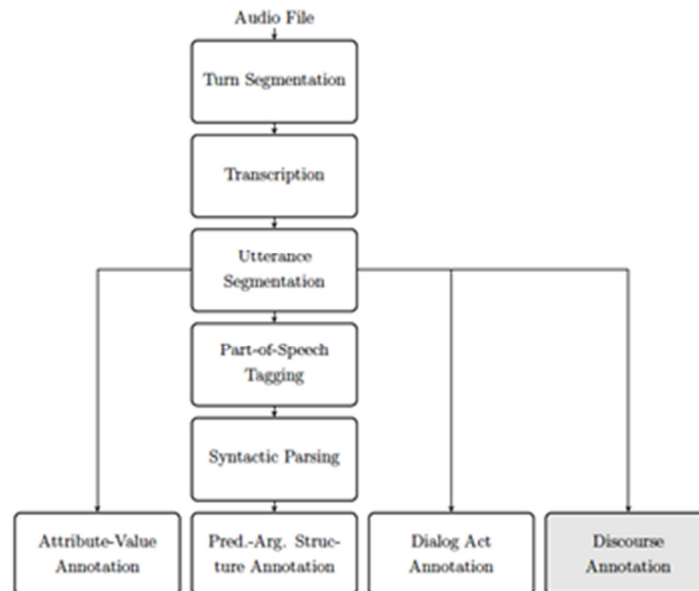 Audio File
Turn Segmentation
Transcription
Utterance
Segmentation
Part-of-Speech
Tagging
Syntactic Parsing
Attribute-Value
Annotation
Pred.-Arg. Struc-
ture Annotation
Dialog Act
Annotation
Discourse
Annotation